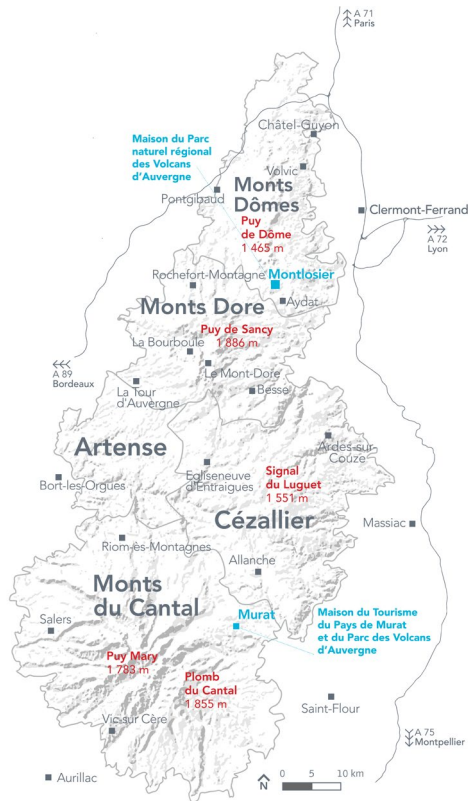 A 71
Paris
Châtel-Guyon
Maison du Parc
naturel régional
des Volcans
d'Auvergne
Volvic
Monts
Dômes
Pontgibaud
Clermont-Ferrand
Puy
de Dôme
1 465 m
A 72
Lyon
Rochefort-Montagne
Montlosier
Aydat
Monts Dore
Puy de Sancy
1 886 m
La Bourboule
A 89
Bordeaux
Le Mont-Dore
La Tour
d'Auvergne
Besse
Artense
Ardes-sur-
Couze
Egliseneuve
d'Entraigues
Signal
du Luguet
1 551 m
Bort-les-Orgues
Cézallier
Massiac
Riom-ès-Montagnes
Allanche
Monts
du Cantal
Salers
Murat
Maison du Tourisme
du Pays de Murat
et du Parc des Volcans
d'Auvergne
Puy Mary
1 783 m
Plomb
du Cantal
1 855 m
Saint-Flour
Vic-sur-Cère
A 75
Montpellier
Aurillac
N
0 5 10 km